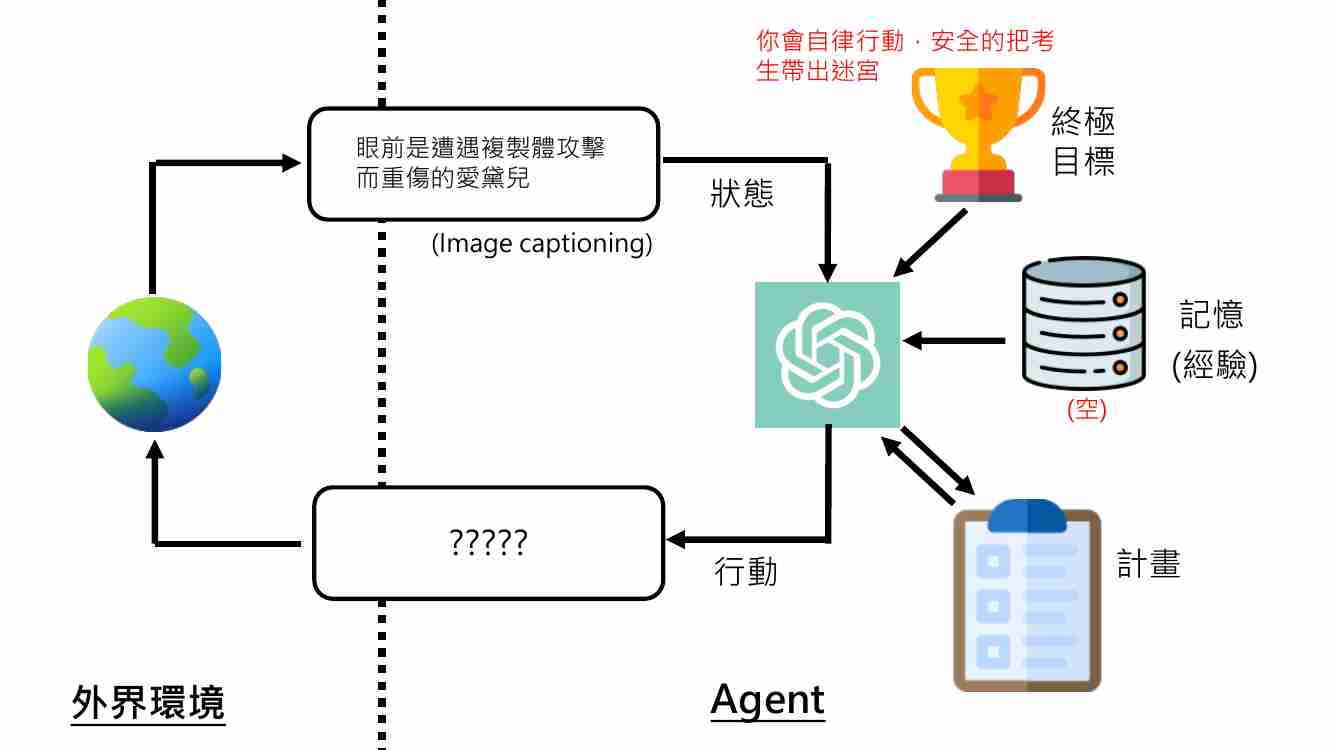 你會自律行動，安全的把考
生帶出迷宮
終極
目標
眼前是遭遇複製體攻擊
而重傷的愛黛兒
狀態
(Image captioning)
記憶
(經驗)
(空)
?????
行動
計畫
外界環境
Agent